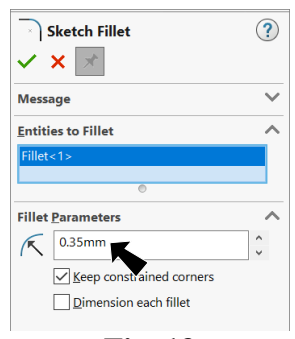 Sketch Fillet
?
Message
Entities to Fillet
Fillet<1>
Fillet Parameters
0.35mm
Keep constrained corners
Dimension each fillet